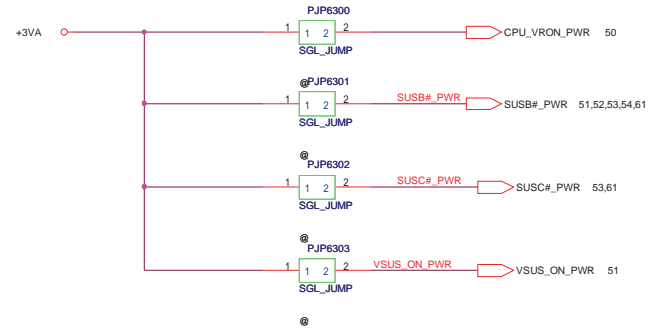 PJP6300
+3VA 1 1 2 2 CPU_VRON_PWR 50
SGL_JUMP
@
PJP6301
1 1 2 2 SUSB#_PWR SUSB#_PWR 51,52,53,54,61
SGL_JUMP
@
PJP6302
1 1 2 2 SUSC#_PWR SUSC#_PWR 53,61
SGL_JUMP
@
PJP6303
1 1 2 2 VSUS_ON_PWR VSUS_ON_PWR 51
SGL_JUMP
@